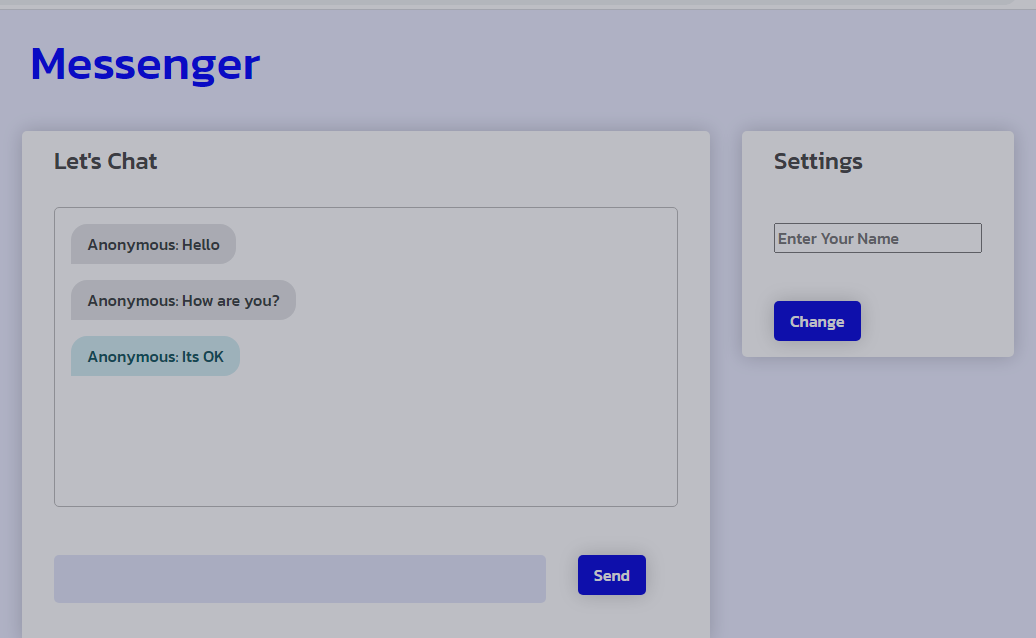 Messenger
Let's Chat
Anonymous: Hello
Anonymous: How are you?
Anonymous: Its OK
Send
Settings
Enter Your Name
Change